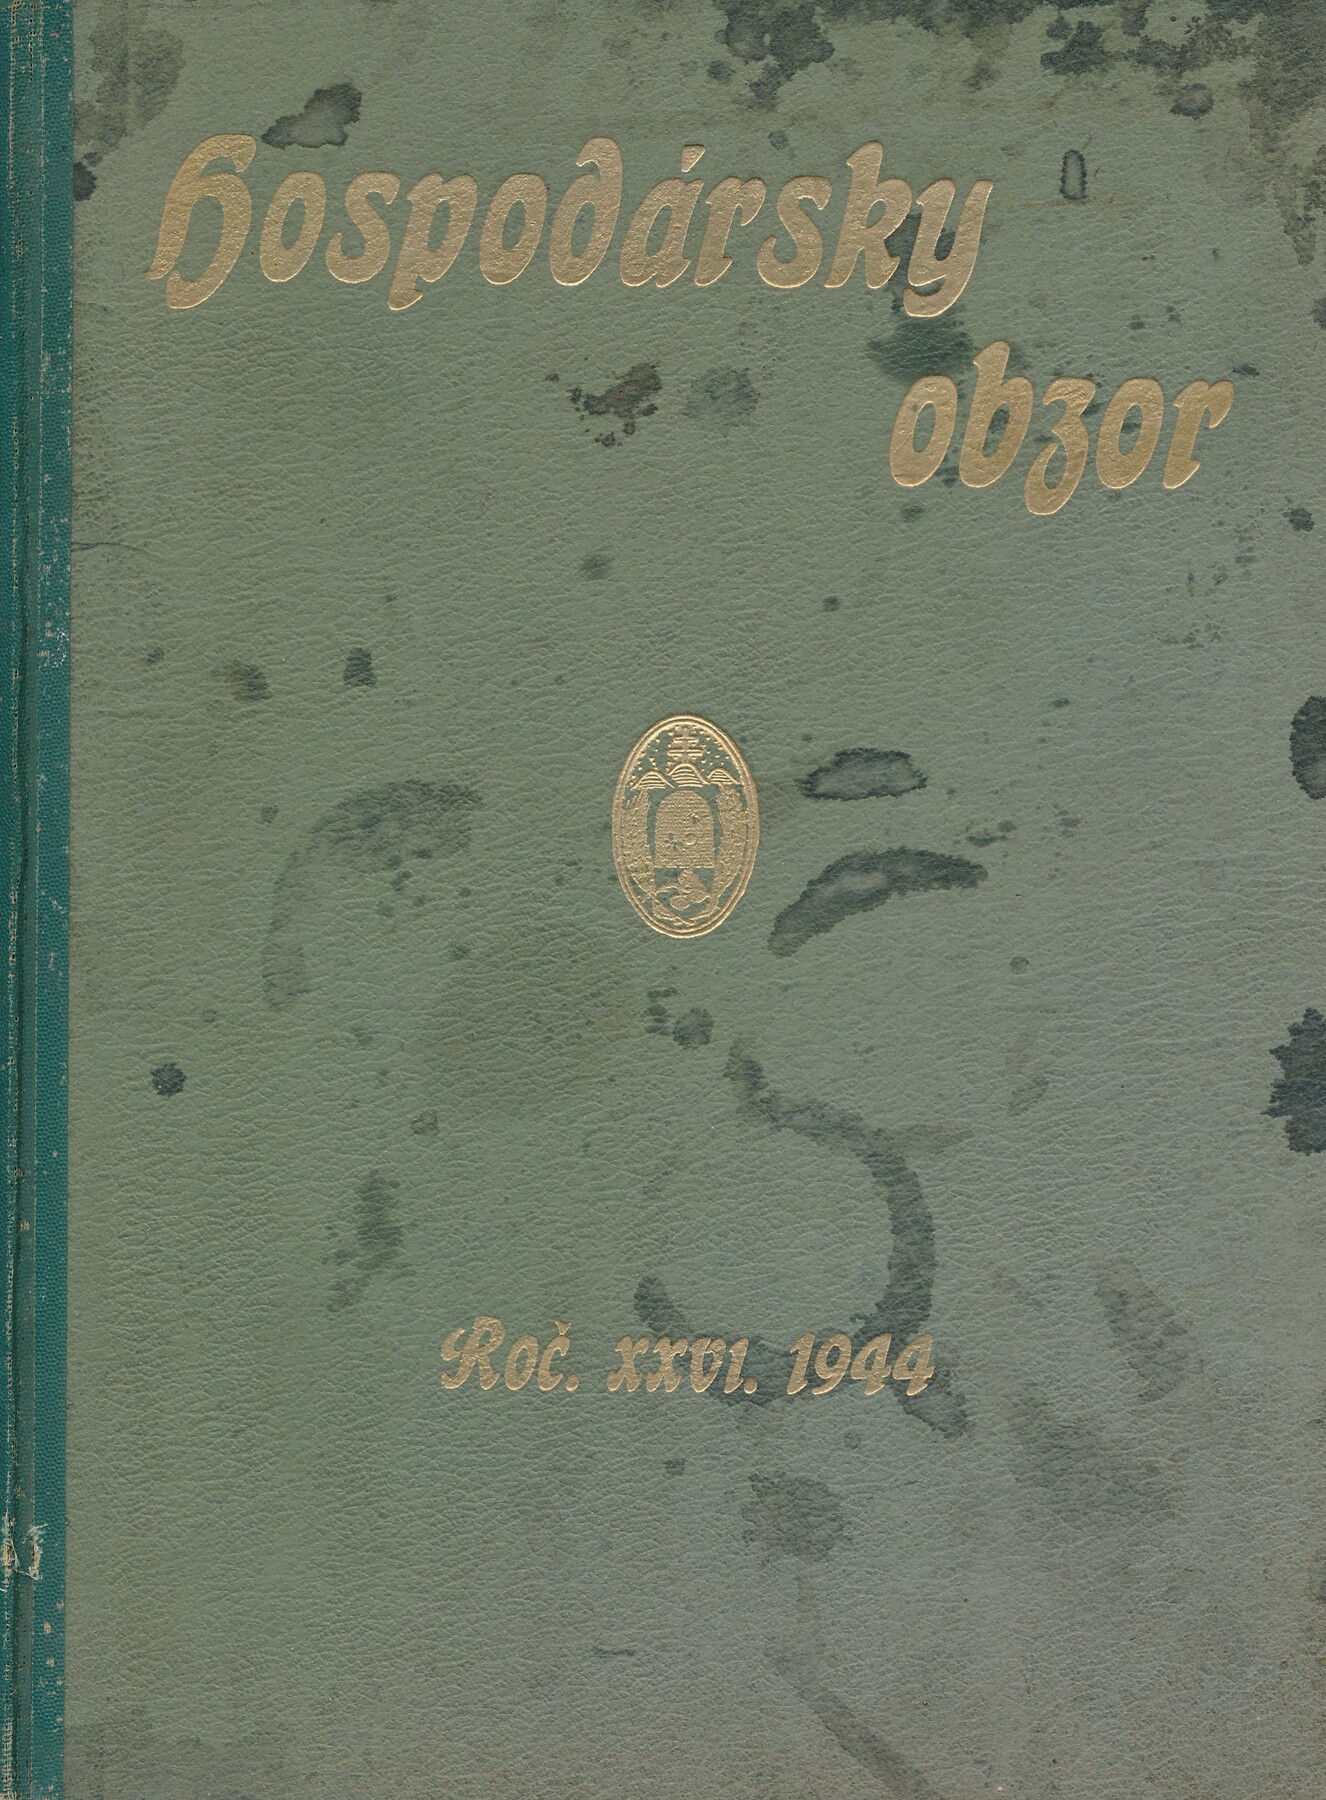 Hospodársky
obzor
Roč. XXVI. 1944